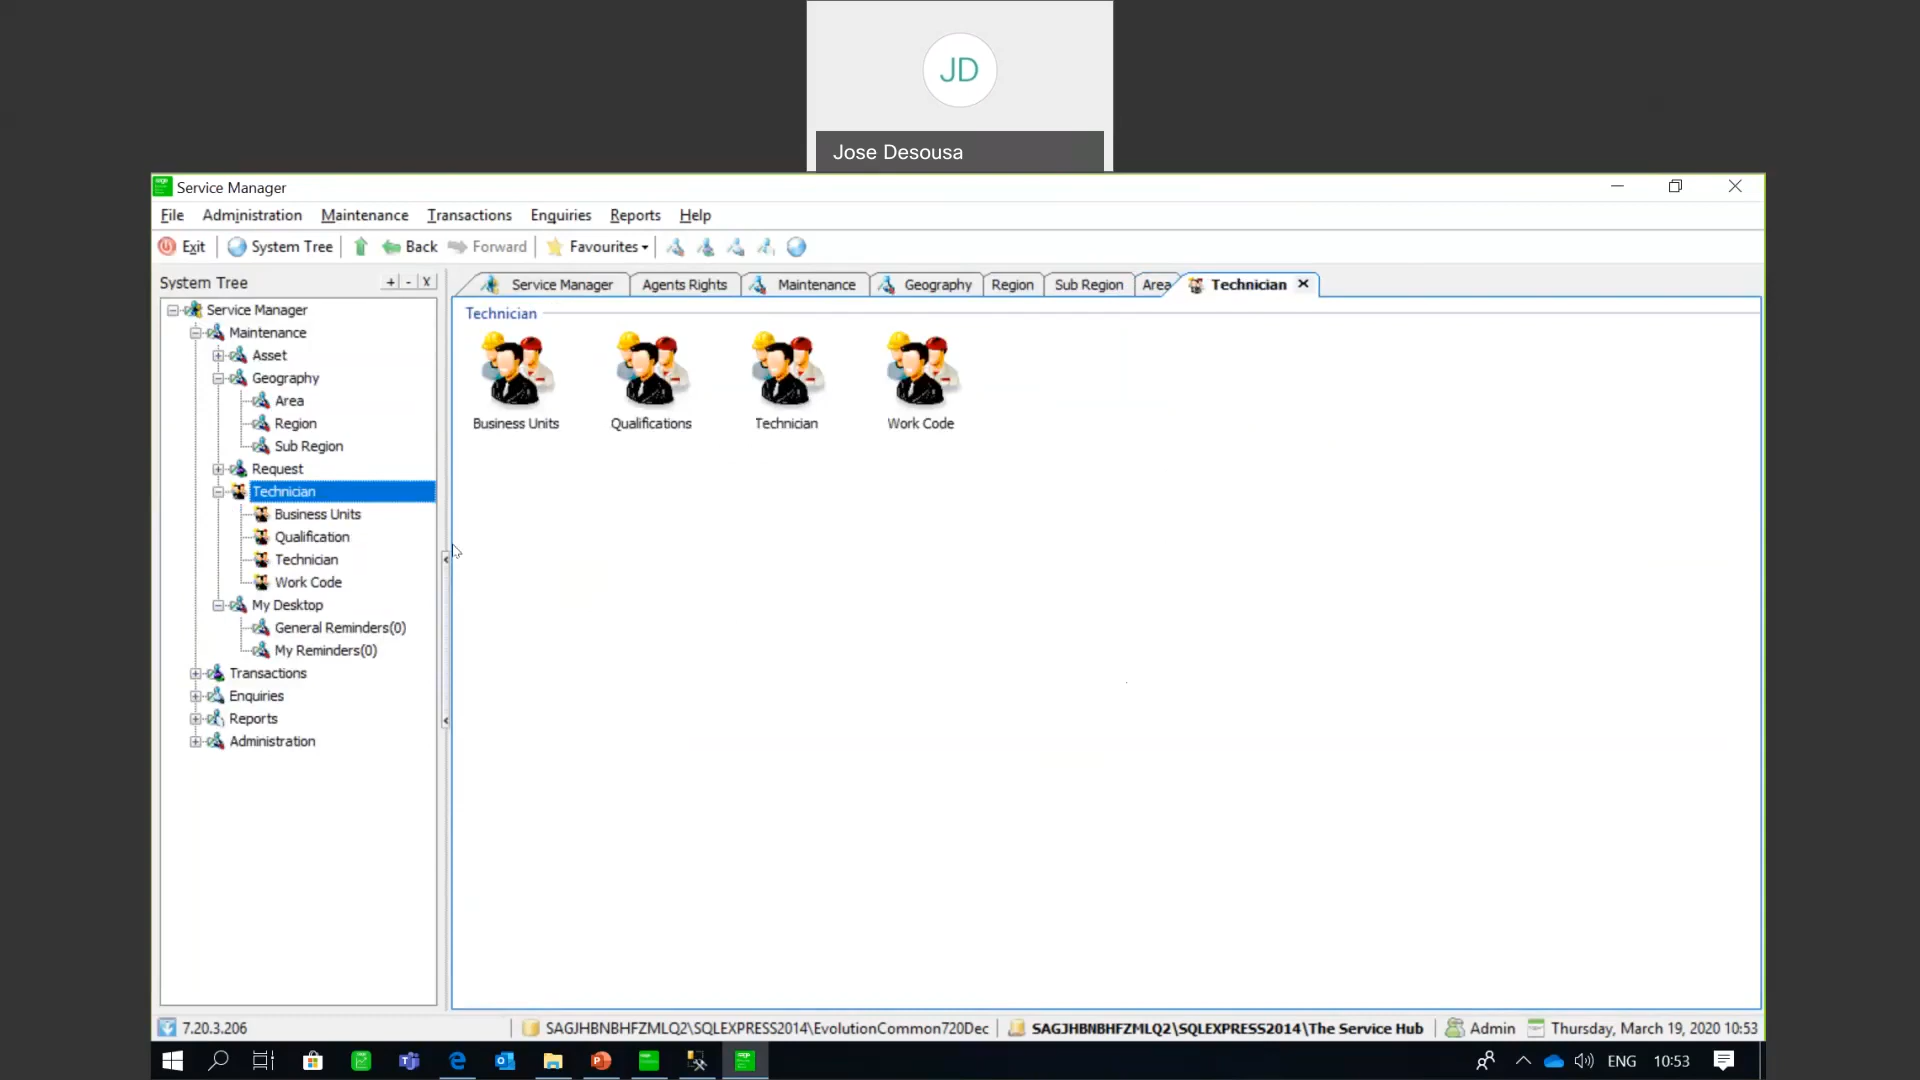 JD
Jose Desousa
Service Manager
File Administration Maintenance Transactions Enquiries Reports Help
Exit System Tree Back Forward Favourites
System Tree + - X
Service Manager Agents Rights Maintenance Geography Region Sub Region Area Technician
Service Manager
Maintenance
Asset
Geography
Area
Region
Sub Region
Request
Technician
Business Units
Qualification
Technician
Work Code
My Desktop
General Reminders(0)
My Reminders(0)
Transactions
Enquiries
Reports
Administration
Technician
Business Units Qualifications Technician Work Code
7.20.3.206 SAGJHBNBHFZMLQ2\SQLEXPRESS2014\EvolutionCommon720Dec SAGJHBNBHFZMLQ2\SQLEXPRESS2014\The Service Hub Admin Thursday, March 19, 2020 10:53
ENG 10:53